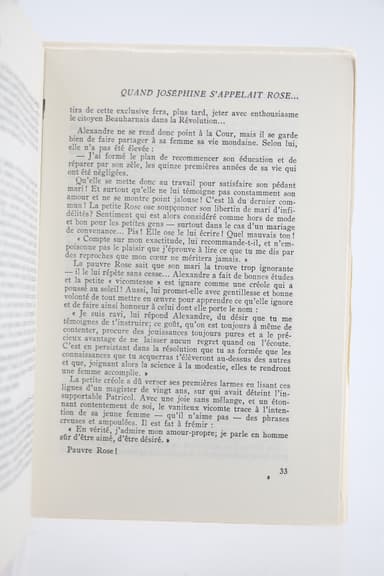 QUAND JOSÉPHINE S'APPELAIT ROSE...
tira de cette exclusive fera, plus tard, jeter avec enthousiasme
le citoyen Beauharnais dans la Révolution...
Alexandre ne se rend donc point à la Cour, mais il se garde
bien de faire partager à sa femme sa vie mondaine. Selon lui,
elle n'a pas été élevée :
— J'ai formé le plan de recommencer son éducation et de
réparer par son zèle, les quinze premières années de sa vie qui
ont été négligées.
Qu'elle se mette donc au travail pour satisfaire son pédant
mari ! Et surtout qu'elle ne lui témoigne pas constamment son
amour et ne se montre point jalouse ! C'est là du dernier com-
mun ! La petite Rose ose soupçonner son libertin de mari d'infi-
délités ? Sentiment qui est alors considéré comme hors de mode
et bon pour les petites gens — surtout dans le cas d'un mariage
de convenance... Pis ! Elle ose le lui écrire ! Quel mauvais ton !
« Compte sur mon exactitude, lui recommande-t-il, et n'em-
poisonne pas le plaisir que j'éprouve à lire ce que tu me dis par
des reproches que mon cœur ne méritera jamais. »
La pauvre Rose sait que son mari la trouve trop ignorante
— il le lui répète sans cesse... Alexandre a fait de bonnes études
et la petite « vicomtesse » est ignare comme une créole qui a
poussé au soleil ! Aussi, lui promet-elle avec gentillesse et bonne
volonté de tout mettre en œuvre pour apprendre ce qu'elle ignore
et de faire ainsi honneur à celui dont elle porte le nom :
« Je suis ravi, lui répond Alexandre, du désir que tu me
témoignes de t'instruire; ce goût, qu'on est toujours à même de
contenter, procure des jouissances toujours pures et a le pré-
cieux avantage de ne laisser aucun regret quand on l'écoute.
C'est en persistant dans la résolution que tu as formée que les
connaissances que tu acquerras t'élèveront au-dessus des autres
et que, joignant alors la science à la modestie, elles te rendront
une femme accomplie. »
La petite créole a dû verser ses premières larmes en lisant ces
lignes d'un magister de vingt ans, sur qui avait déteint l'in-
supportable Patricol. Avec une joie sans mélange, et un éton-
nant contentement de soi, le vaniteux vicomte trace à l'inten-
tion de sa jeune femme — qu'il n'aime pas — des phrases
creuses et ampoulées. Il est fat à frémir :
« En vérité, j'admire mon amour-propre; je parle en homme
sûr d'être aimé, d'être désiré. »
Pauvre Rose !
33